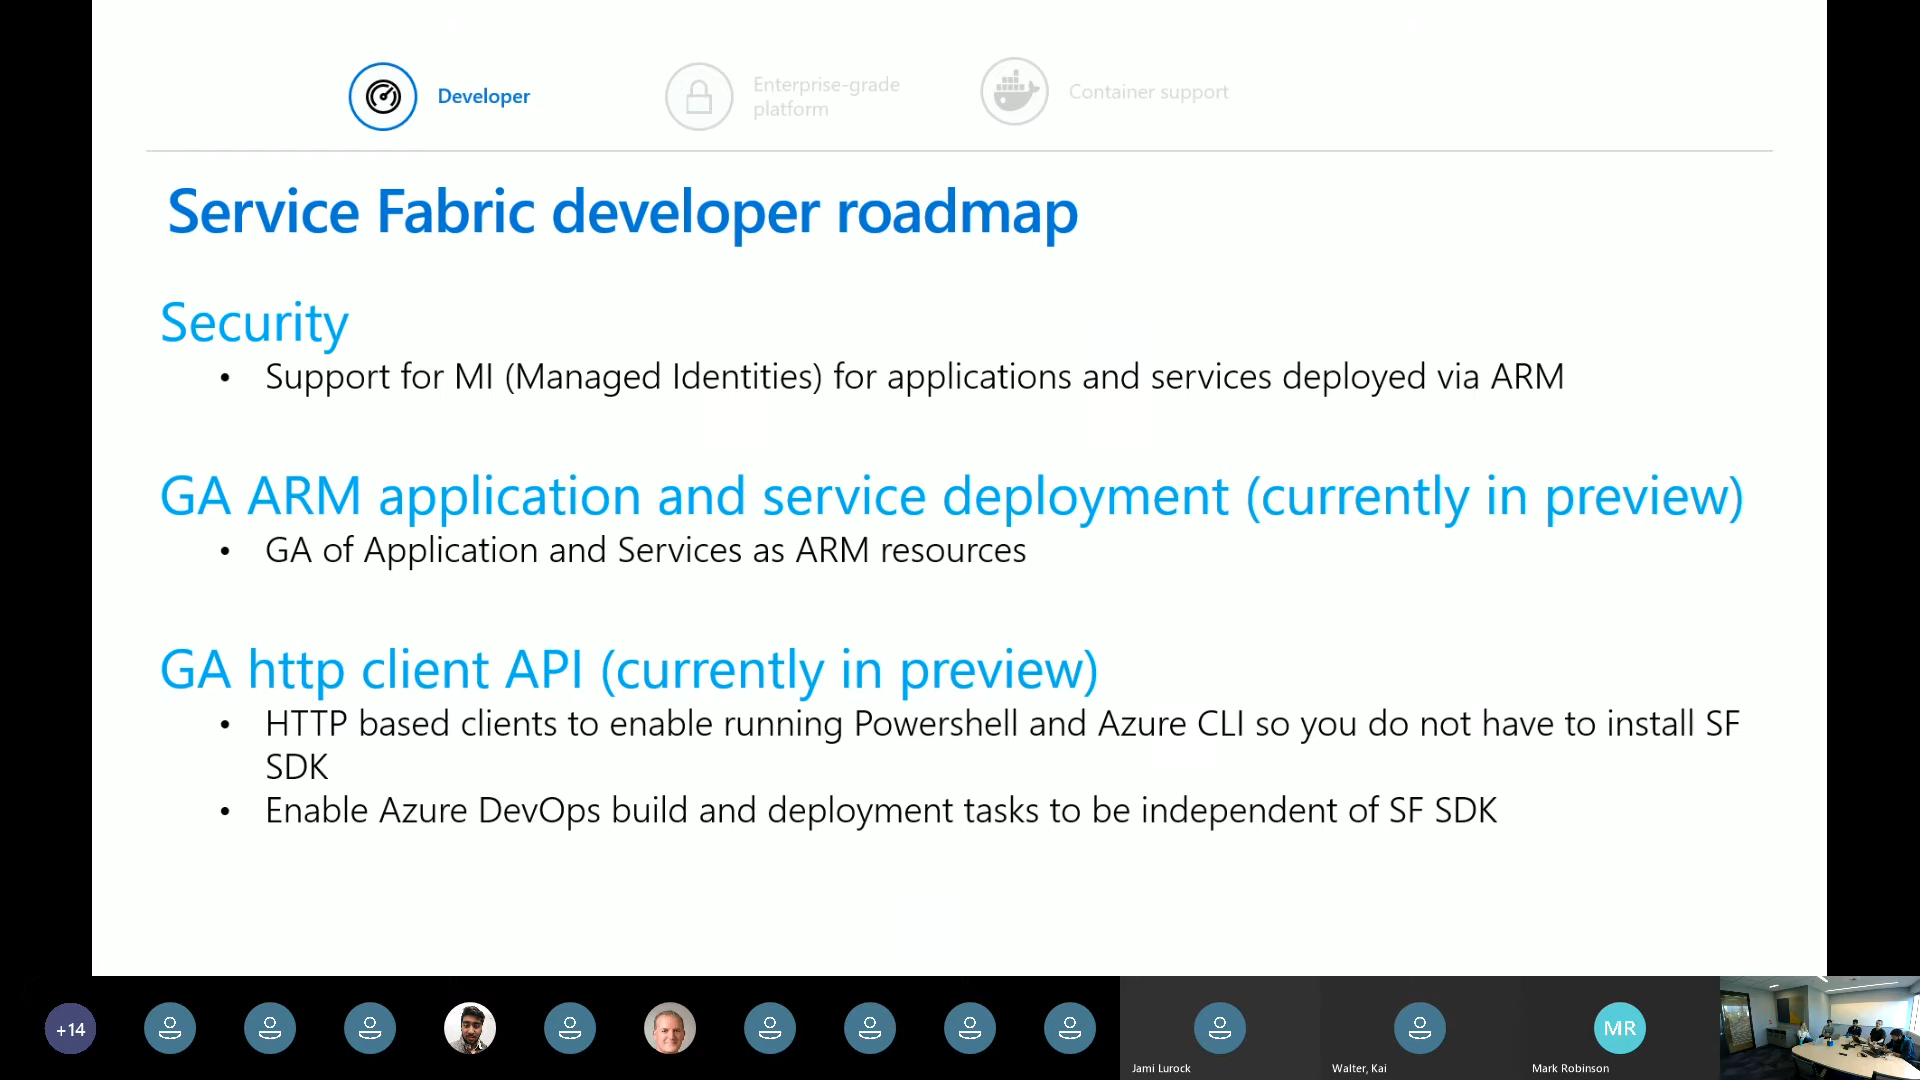 Developer
Enterprise-grade
platform
Container support
Service Fabric developer roadmap
Security
• Support for MI (Managed Identities) for applications and services deployed via ARM
GA ARM application and service deployment (currently in preview)
• GA of Application and Services as ARM resources
GA http client API (currently in preview)
• HTTP based clients to enable running Powershell and Azure CLI so you do not have to install SF
SDK
• Enable Azure DevOps build and deployment tasks to be independent of SF SDK
+14
MR
Jami Lurock
Walter, Kai
Mark Robinson